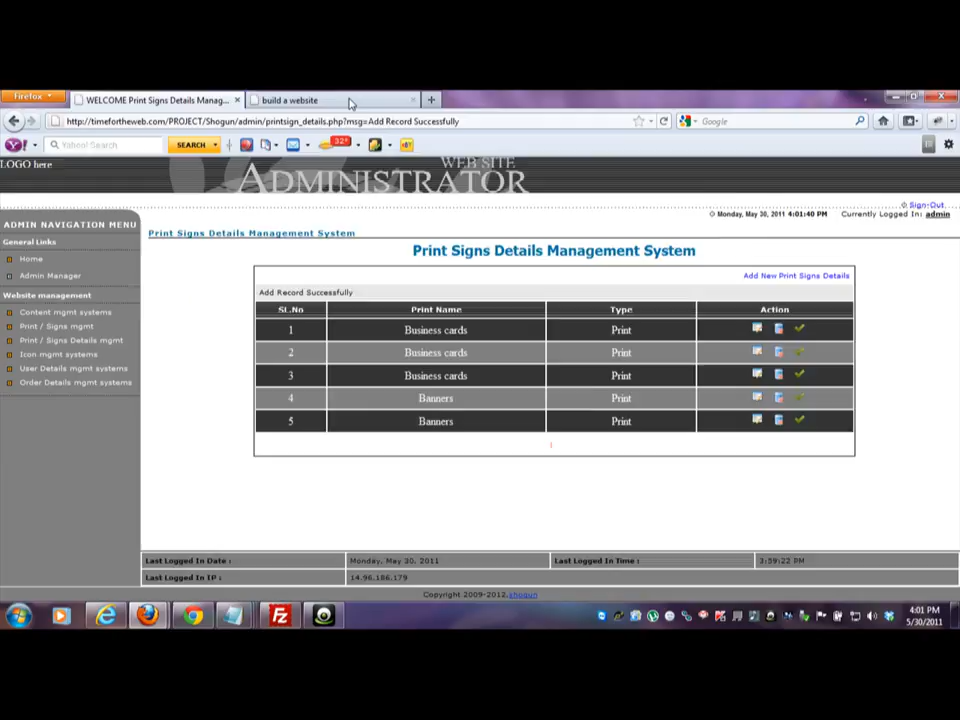 Firefox
WELCOME Print Signs Details Manag...
build a website
http://timefortheweb.com/PROJECT/Shogun/admin/printsign_details.php?msg=Add Record Successfully
Google
Yahoo! Search
SEARCH
32°
LOGO here
WEB SITE
ADMINISTRATOR
Sign-Out
Monday, May 30, 2011 4:01:40 PM
Currently Logged In: admin
ADMIN NAVIGATION MENU
General Links
Home
Admin Manager
Website management
Content mgmt systems
Print / Signs mgmt
Print / Signs Details mgmt
Icon mgmt systems
User Details mgmt systems
Order Details mgmt systems
Print Signs Details Management System
Print Signs Details Management System
Add New Print Signs Details
Add Record Successfully
SL.No Print Name Type Action
1 Business cards Print
2 Business cards Print
3 Business cards Print
4 Banners Print
5 Banners Print
1
Last Logged In Date : Monday, May 30, 2011 Last Logged In Time : 3:59:22 PM
Last Logged In IP : 14.96.186.179
Copyright 2009-2012.shogun
4:01 PM
5/30/2011